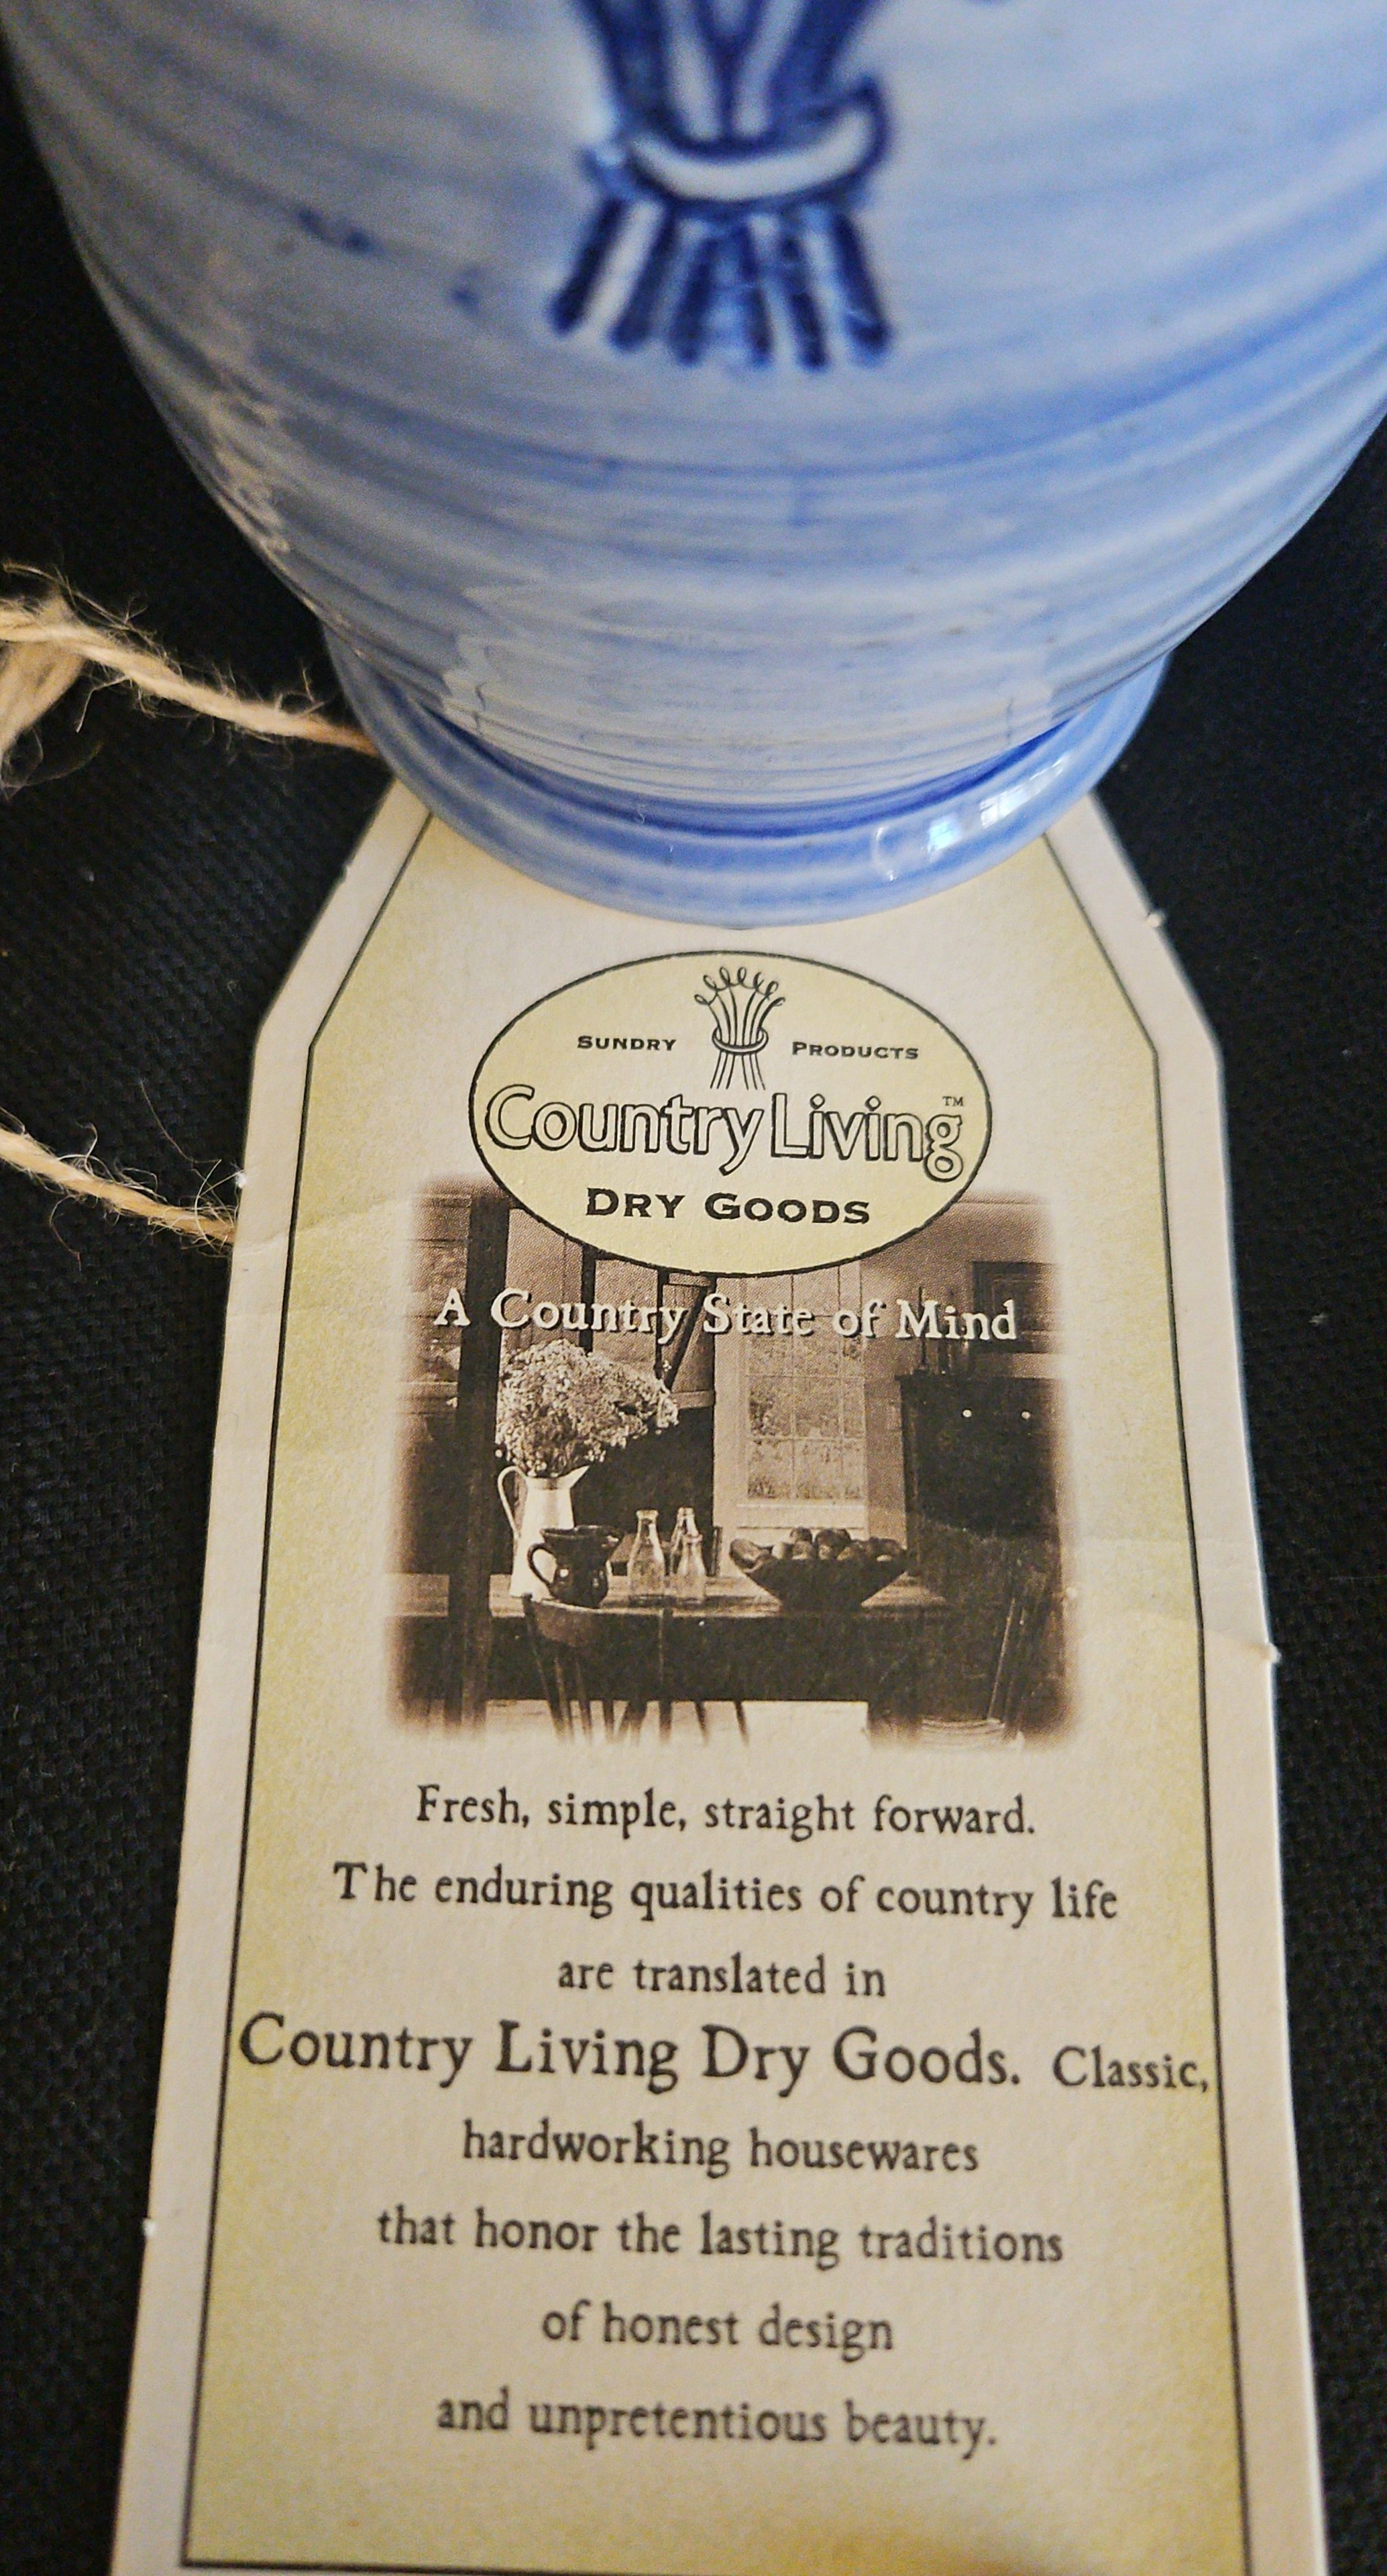 SUNDRY PRODUCTS
Country Living™
DRY GOODS
A Country State of Mind
Fresh, simple, straight forward.
The enduring qualities of country life
are translated in
Country Living Dry Goods. Classic,
hardworking housewares
that honor the lasting traditions
of honest design
and unpretentious beauty.